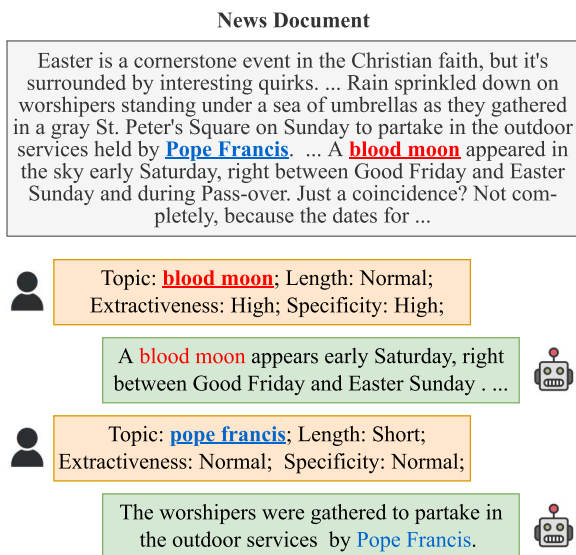 News Document
Easter is a cornerstone event in the Christian faith, but it's
surrounded by interesting quirks. ... Rain sprinkled down on
worshipers standing under a sea of umbrellas as they gathered
in a gray St. Peter's Square on Sunday to partake in the outdoor
services held by Pope Francis. ... A blood moon appeared in
the sky early Saturday, right between Good Friday and Easter
Sunday and during Pass-over. Just a coincidence? Not com-
pletely, because the dates for ...
Topic: blood moon; Length: Normal;
Extractiveness: High; Specificity: High;
A blood moon appears early Saturday, right
between Good Friday and Easter Sunday . ...
Topic: pope francis; Length: Short;
Extractiveness: Normal; Specificity: Normal;
The worshipers were gathered to partake in
the outdoor services by Pope Francis.